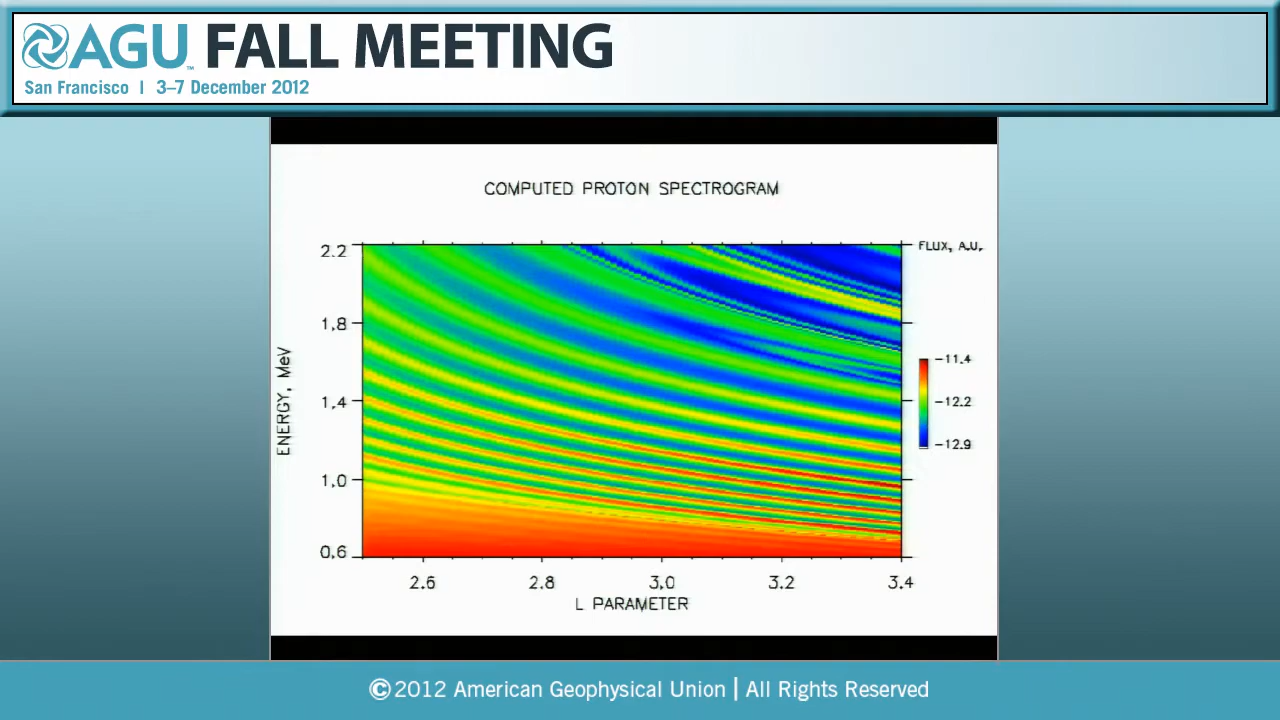 AGU™ FALL MEETING
San Francisco | 3–7 December 2012
COMPUTED PROTON SPECTROGRAM
FLUX, A.U.
2.2
1.8
1.4
1.0
0.6
ENERGY, MeV
-11.4
-12.2
-12.9
2.6 2.8 3.0 3.2 3.4
L PARAMETER
©2012 American Geophysical Union | All Rights Reserved